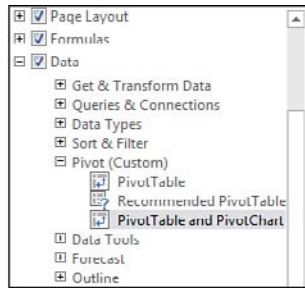 Page Layout
Formulas
Data
Get & Transform Data
Queries & Connections
Data Types
Sort & Filter
Pivot (Custom)
PivotTable
Recommended PivotTable
PivotTable and PivotChart
Data Tools
Forecast
Outline